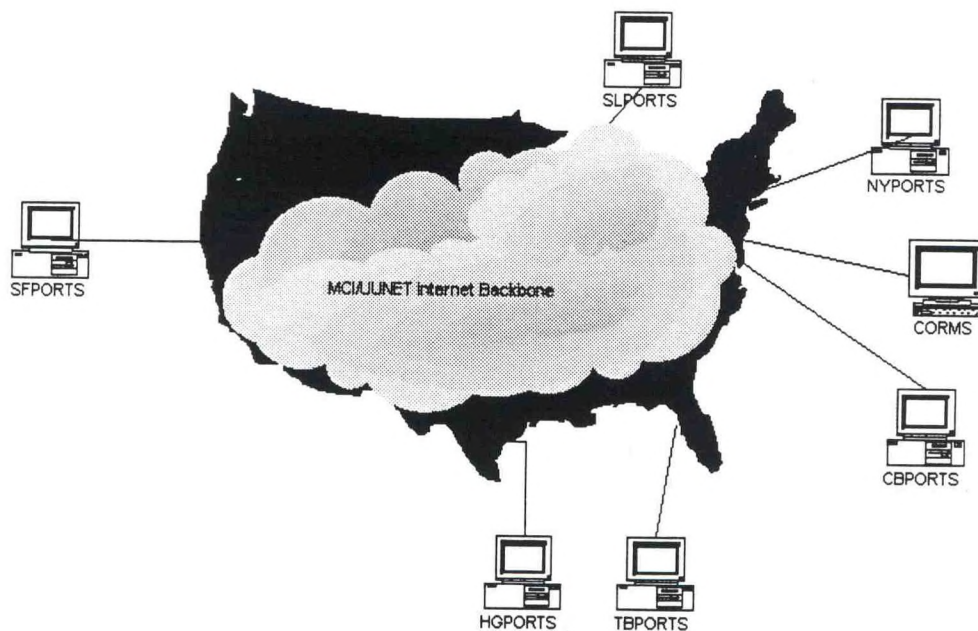 SLPORTS
NYPORTS
SFPORTS
MCI/UUNET Internet Backbone
CORMS
CBPORTS
HGPORTS
TBPORTS